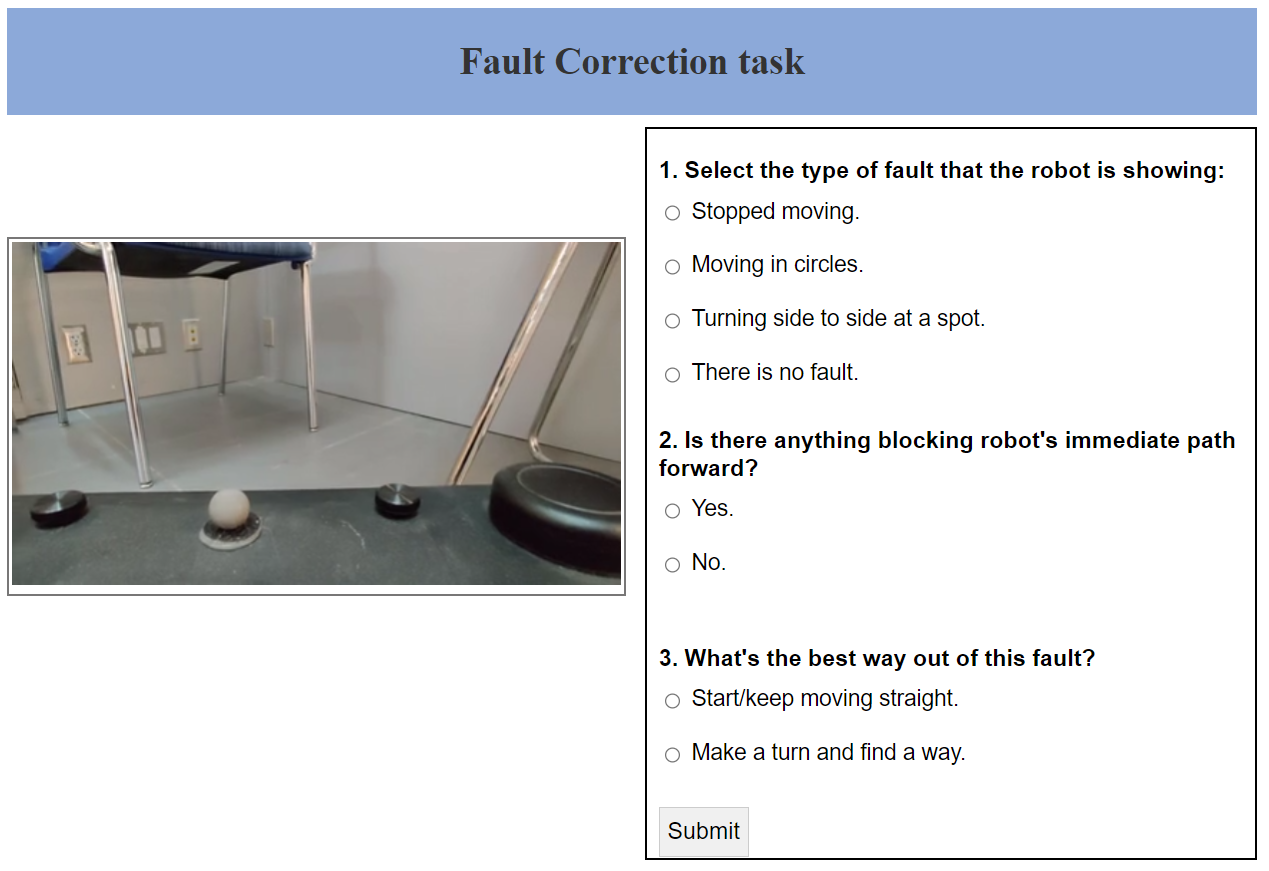 Fault Correction task
1. Select the type of fault that the robot is showing:
Stopped moving.
Moving in circles.
Turning side to side at a spot.
There is no fault.
2. Is there anything blocking robot's immediate path
forward?
Yes.
No.
3. What's the best way out of this fault?
Start/keep moving straight.
Make a turn and find a way.
Submit